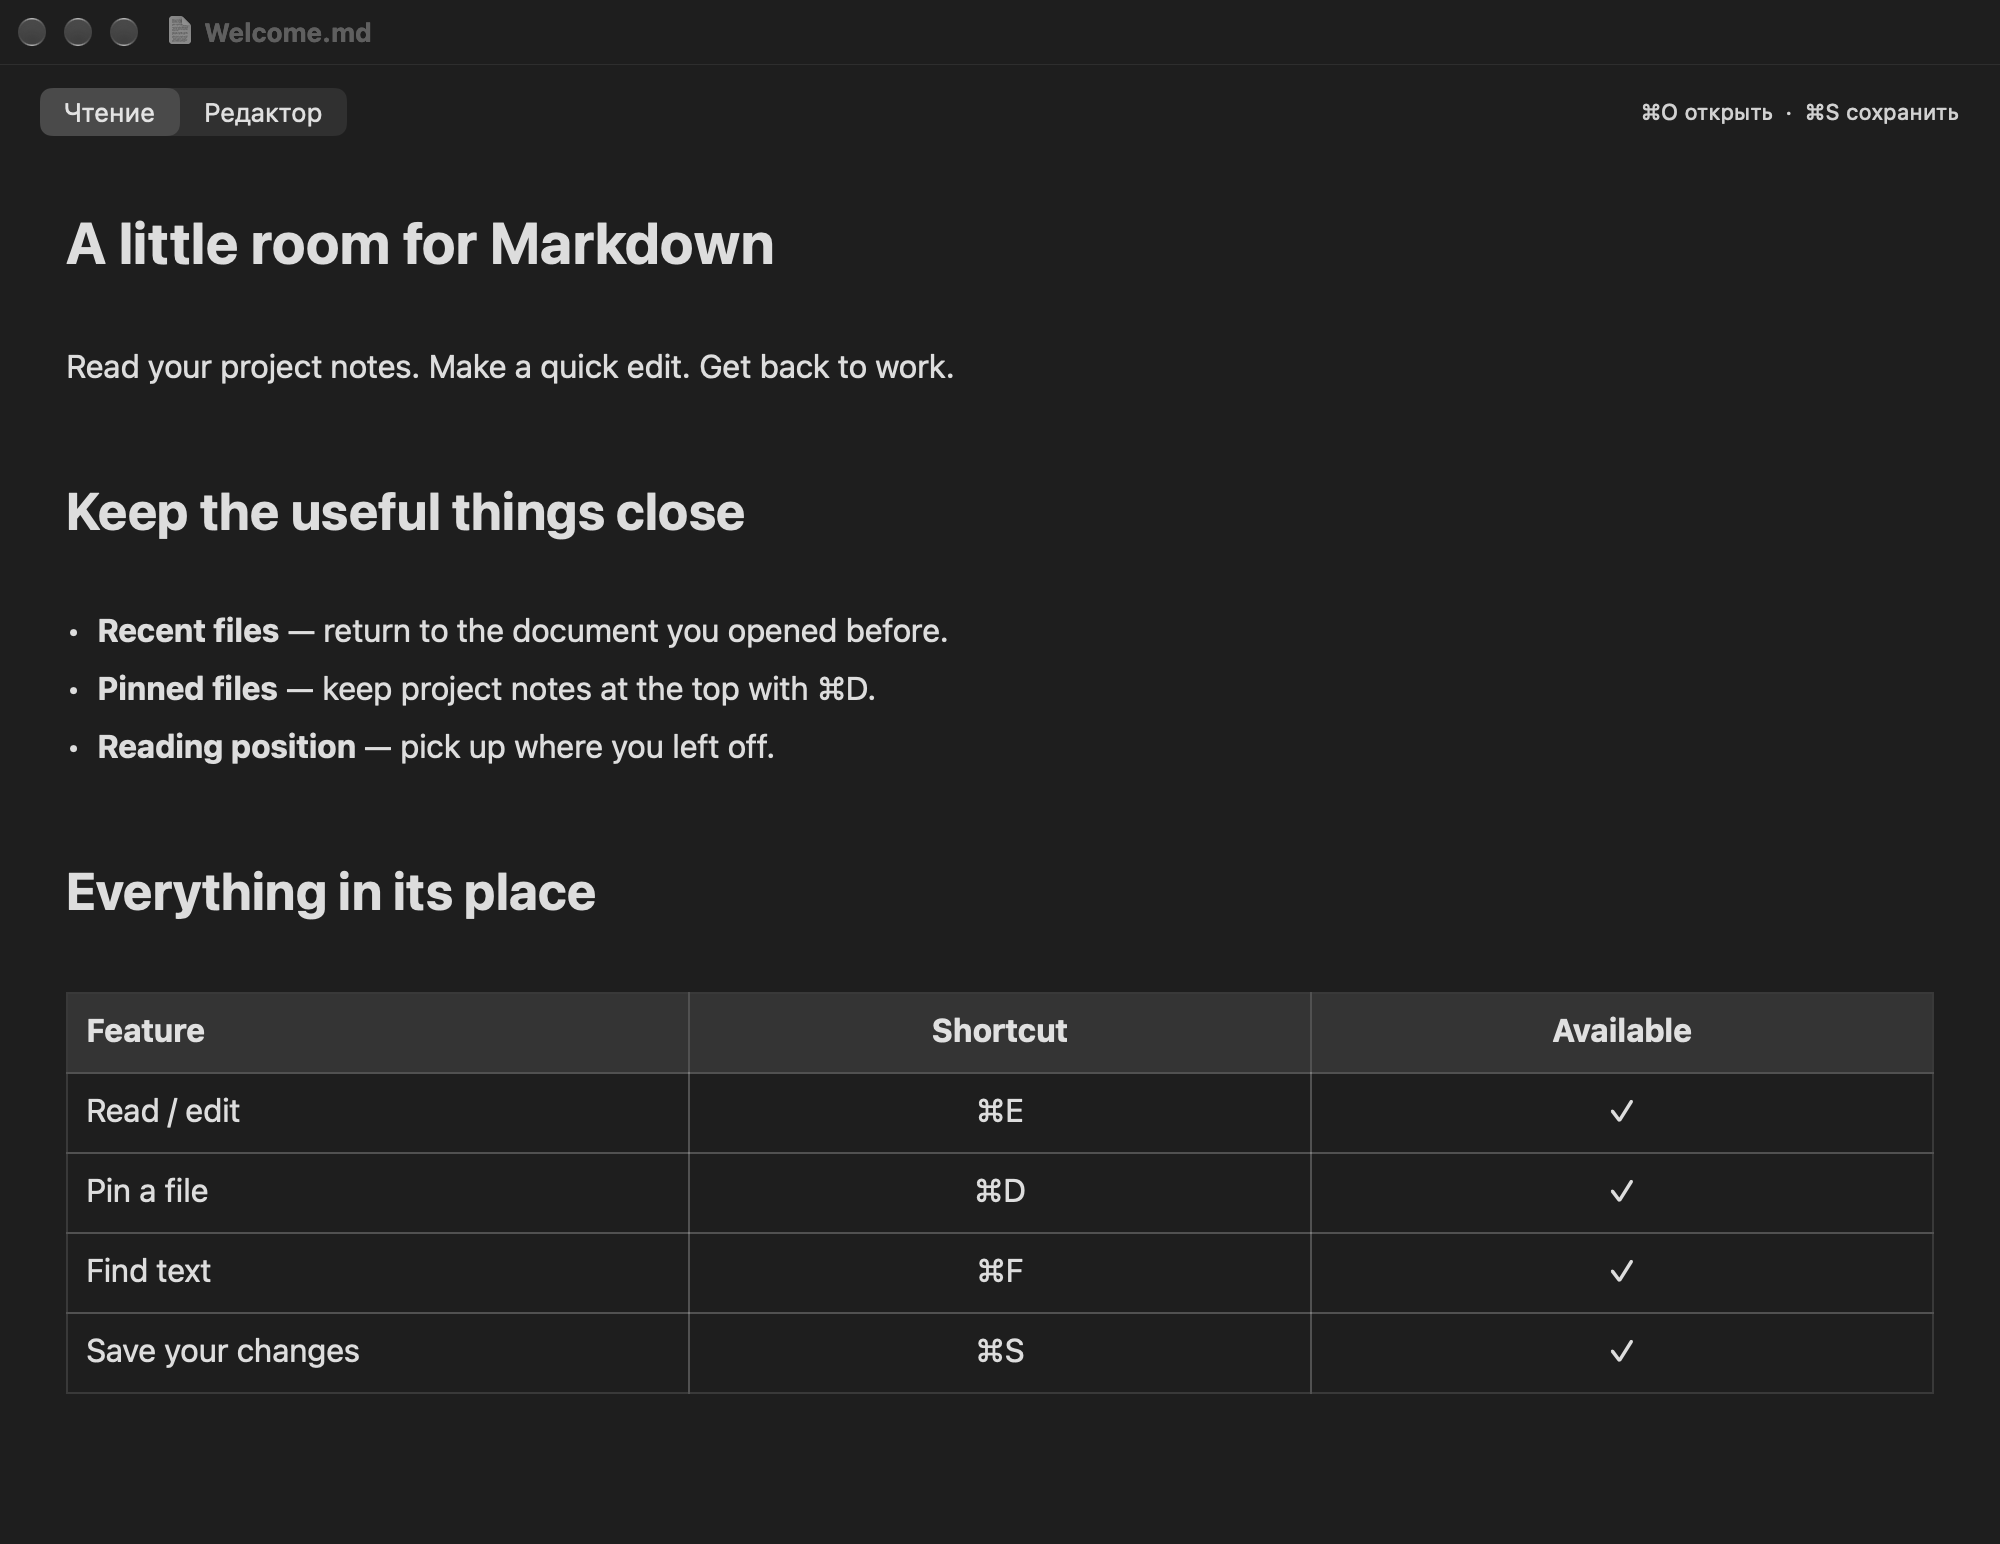 Welcome.md
Чтение Редактор ⌘O открыть · ⌘S сохранить
A little room for Markdown
Read your project notes. Make a quick edit. Get back to work.
Keep the useful things close
• Recent files — return to the document you opened before.
• Pinned files — keep project notes at the top with ⌘D.
• Reading position — pick up where you left off.
Everything in its place
Feature Shortcut Available
Read / edit ⌘E ✓
Pin a file ⌘D ✓
Find text ⌘F ✓
Save your changes ⌘S ✓